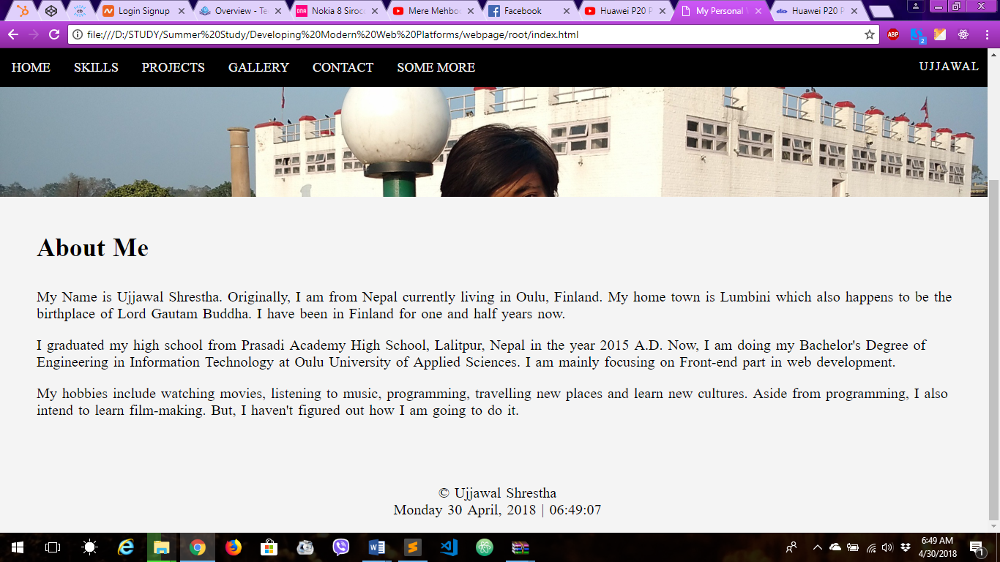 Login Signup
Overview - Te
Nokia 8 Siroc
Mere Mehbo
Facebook
Huawei P20 P
My Personal
Huawei P20 P
file:///D:/STUDY/Summer%20Study/Developing%20Modern%20Web%20Platforms/webpage/root/index.html
ABP
2
HOME SKILLS PROJECTS GALLERY CONTACT SOME MORE UJJAWAL
About Me
My Name is Ujjawal Shrestha. Originally, I am from Nepal currently living in Oulu, Finland. My home town is Lumbini which also happens to be the
birthplace of Lord Gautam Buddha. I have been in Finland for one and half years now.
I graduated my high school from Prasadi Academy High School, Lalitpur, Nepal in the year 2015 A.D. Now, I am doing my Bachelor's Degree of
Engineering in Information Technology at Oulu University of Applied Sciences. I am mainly focusing on Front-end part in web development.
My hobbies include watching movies, listening to music, programming, travelling new places and learn new cultures. Aside from programming, I also
intend to learn film-making. But, I haven't figured out how I am going to do it.
© Ujjawal Shrestha
Monday 30 April, 2018 | 06:49:07
6:49 AM
4/30/2018
1